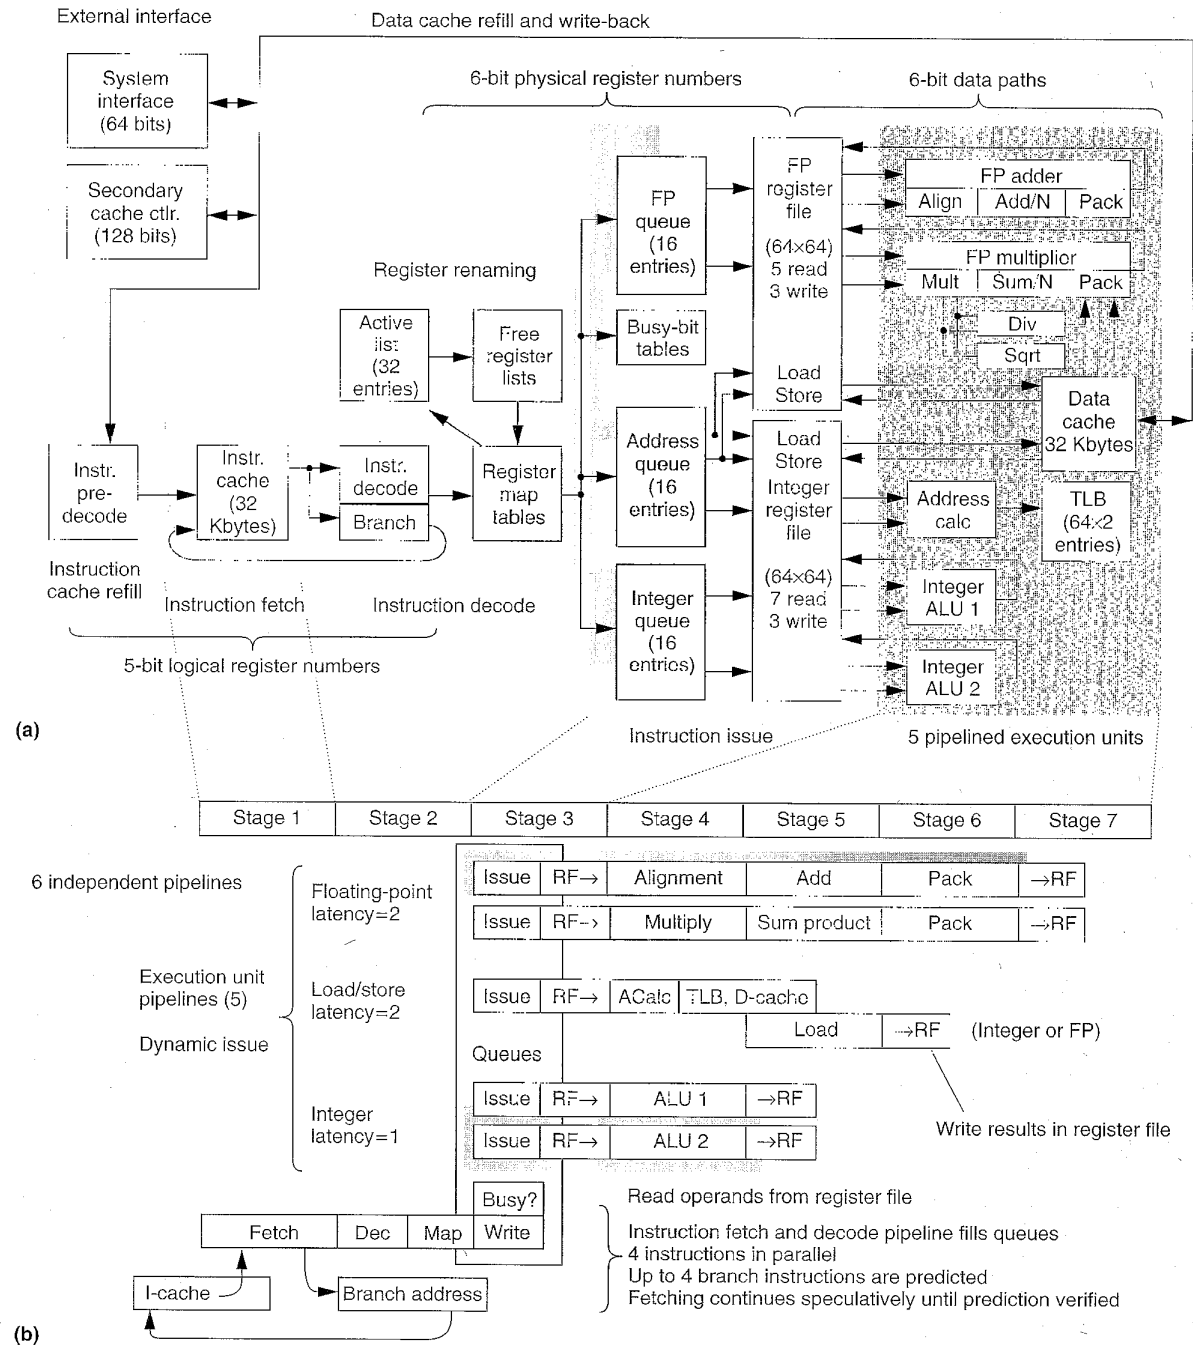 External interface
Data cache refill and write-back
System
interface
(64 bits)
6-bit physical register numbers
6-bit data paths
Secondary
cache ctlr.
(128 bits)
FP
queue
(16
entries)
FP
register
file
(64×64)
5 read
3 write
Load
Store
FP adder
Align
Add/N
Pack
FP multiplior
Mult
Sum/N
Pack
Div
Sqrt
Register renaming
Active
list
(32
entries)
Free
register
lists
Busy-bit
tables
Data
cache
32 Kbytes
Instr.
pre-
decode
Instr.
cache
(32
Kbytes)
Instr.
decode
Branch
Register
map
tables
Address
queue
(16
entries)
Load
Store
Integer
register
file
(64×64)
7 read
3 write
Address
calc
TLB
(64×2
entries)
Instruction
cache refill
Instruction fetch
Instruction decode
Integer
queue
(16
entries)
Integer
ALU 1
Integer
ALU 2
5-bit logical register numbers
(a)
Instruction issue
5 pipelined execution units
Stage 1
Stage 2
Stage 3
Stage 4
Stage 5
Stage 6
Stage 7
6 independent pipelines
Floating-point
latency=2
Issue
RF→
Alignment
Add
Pack
→RF
Issue
RF→
Multiply
Sum product
Pack
→RF
Execution unit
pipelines (5)
Dynamic issue
Load/store
latency=2
Issue
RF→
ACalc
TLB, D-cache
Load
→RF
(Integer or FP)
Queues
Integer
latency=1
Issue
RF→
ALU 1
→RF
Issue
RF→
ALU 2
→RF
Write results in register file
Busy?
Read operands from register file
Fetch
Dec
Map
Write
Instruction fetch and decode pipeline fills queues
4 instructions in parallel
Up to 4 branch instructions are predicted
Fetching continues speculatively until prediction verified
I-cache
Branch address
(b)